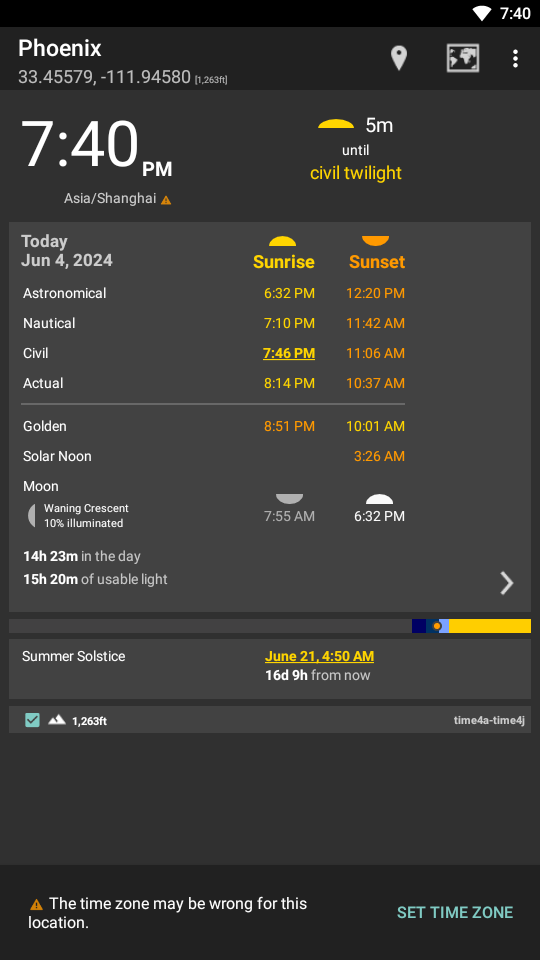 7:40
Phoenix
33.45579, -111.94580 [1,263ft]
7:40 PM
Asia/Shanghai
5m
until
civil twilight
Today
Jun 4, 2024
Sunrise Sunset
Astronomical 6:32 PM 12:20 PM
Nautical 7:10 PM 11:42 AM
Civil 7:46 PM 11:06 AM
Actual 8:14 PM 10:37 AM
Golden 8:51 PM 10:01 AM
Solar Noon 3:26 AM
Moon
Waning Crescent
10% illuminated
7:55 AM 6:32 PM
14h 23m in the day
15h 20m of usable light
Summer Solstice June 21, 4:50 AM
16d 9h from now
1,263ft time4a-time4j
The time zone may be wrong for this
location.
SET TIME ZONE